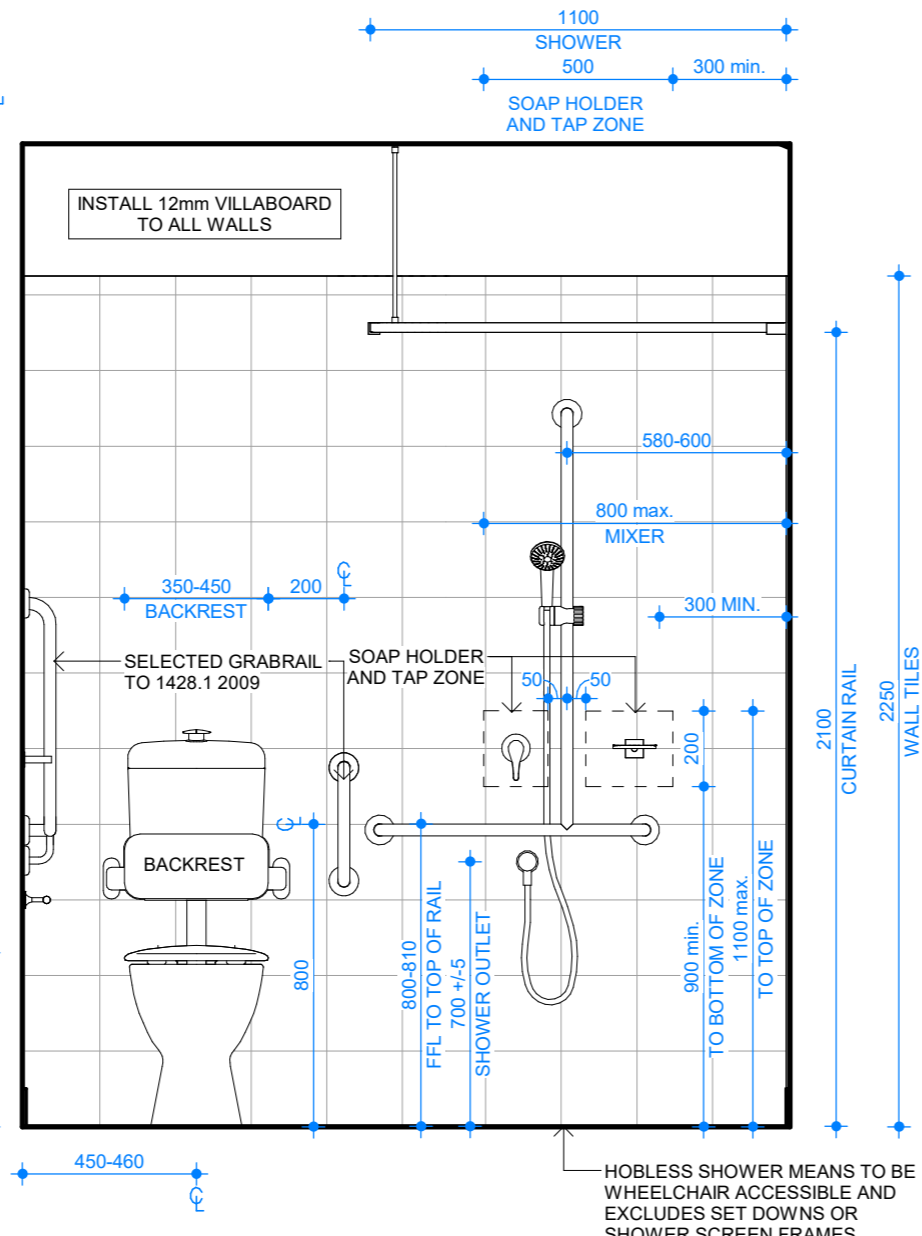 1100
SHOWER
500
300 min.
SOAP HOLDER
AND TAP ZONE
INSTALL 12mm VILLABOARD
TO ALL WALLS
580-600
800 max.
MIXER
350-450
BACKREST
200
300 MIN.
SELECTED GRABRAIL
TO 1428.1 2009
SOAP HOLDER
AND TAP ZONE
50
50
200
2100
CURTAIN RAIL
2250
WALL TILES
BACKREST
800
800-810
FFL TO TOP OF RAIL
700 +/-5
SHOWER OUTLET
900 min.
TO BOTTOM OF ZONE
1100 max.
TO TOP OF ZONE
450-460
HOBLESS SHOWER MEANS TO BE
WHEELCHAIR ACCESSIBLE AND
EXCLUDES SET DOWNS OR
SHOWER SCREEN FRAMES